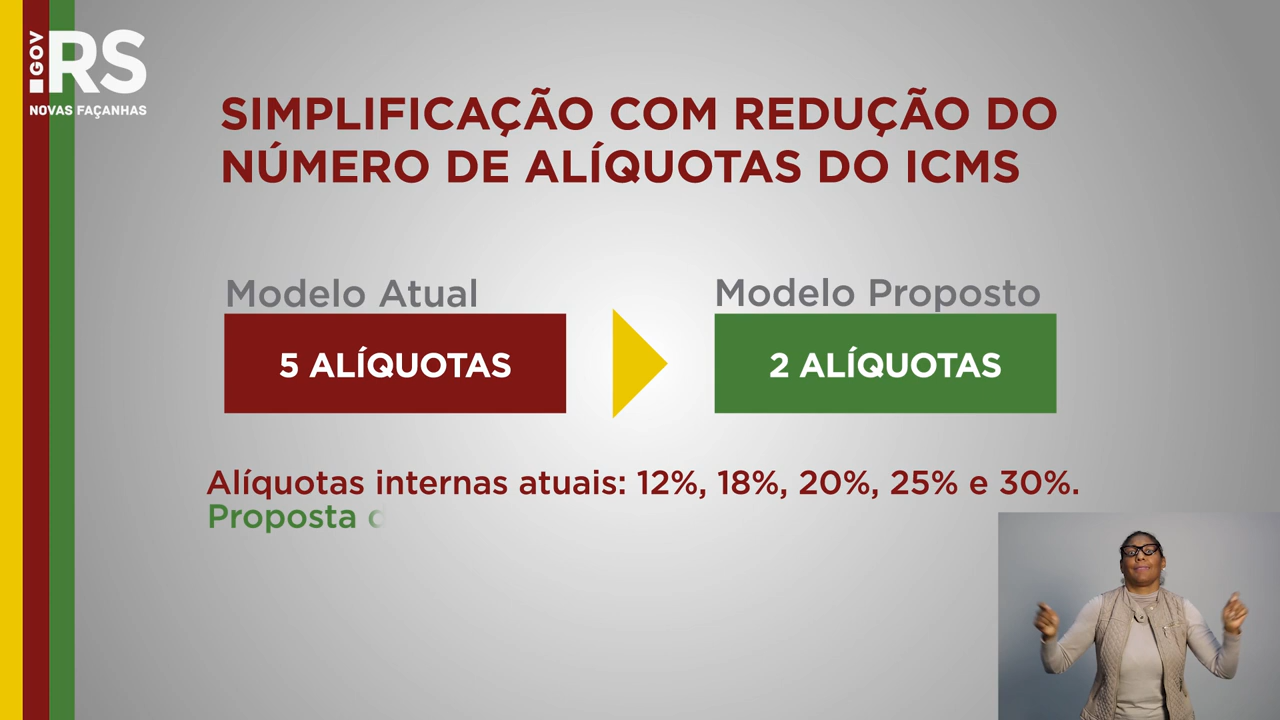 .GOV
RS
NOVAS FAÇANHAS
SIMPLIFICAÇÃO COM REDUÇÃO DO
NÚMERO DE ALÍQUOTAS DO ICMS
Modelo Atual
5 ALÍQUOTAS
Modelo Proposto
2 ALÍQUOTAS
Alíquotas internas atuais: 12%, 18%, 20%, 25% e 30%.
Proposta